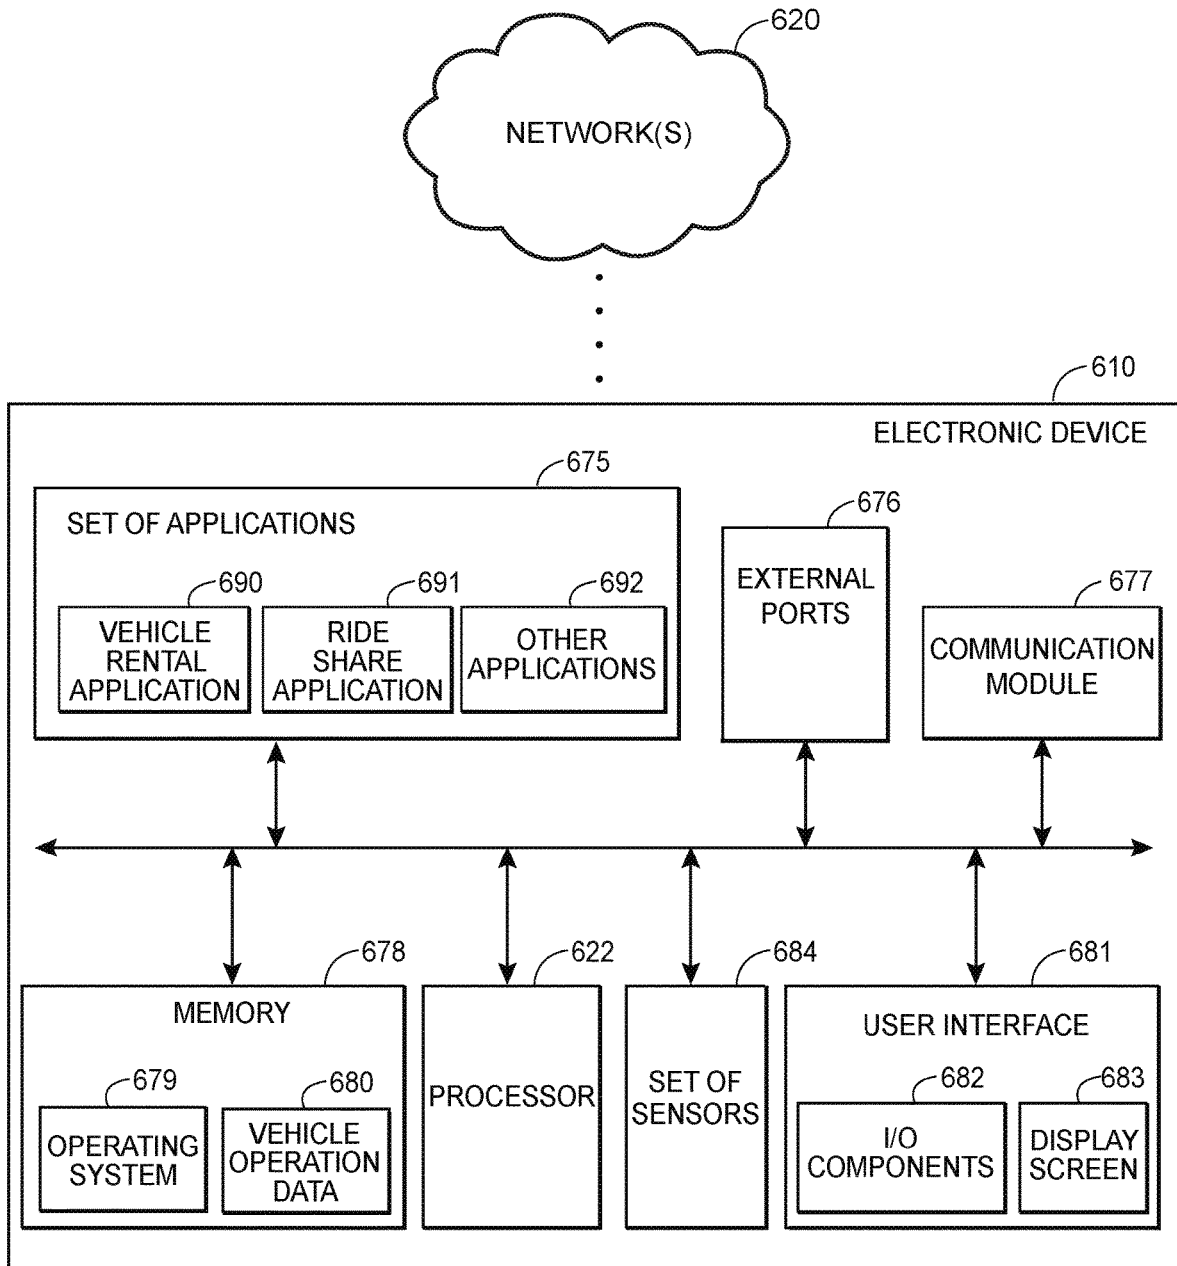 620
NETWORK(S)
610
ELECTRONIC DEVICE
675
SET OF APPLICATIONS
690
VEHICLE
RENTAL
APPLICATION
691
RIDE
SHARE
APPLICATION
692
OTHER
APPLICATIONS
676
EXTERNAL
PORTS
677
COMMUNICATION
MODULE
678
MEMORY
679
OPERATING
SYSTEM
680
VEHICLE
OPERATION
DATA
622
PROCESSOR
684
SET OF
SENSORS
681
USER INTERFACE
682
I/O
COMPONENTS
683
DISPLAY
SCREEN